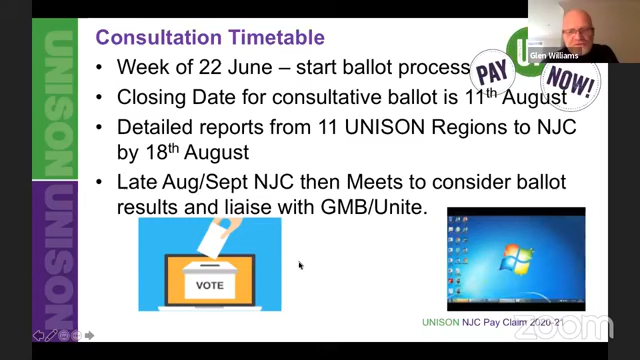 Consultation Timetable
Glen Williams
• Week of 22 June – start ballot process
PAY
UP
NOW!
• Closing Date for consultative ballot is 11th August
• Detailed reports from 11 UNISON Regions to NJC
by 18th August
• Late Aug/Sept NJC then Meets to consider ballot
results and liaise with GMB/Unite.
VOTE
UNISON
UNISON
UNISON NJC Pay Claim 2020-21
zoom